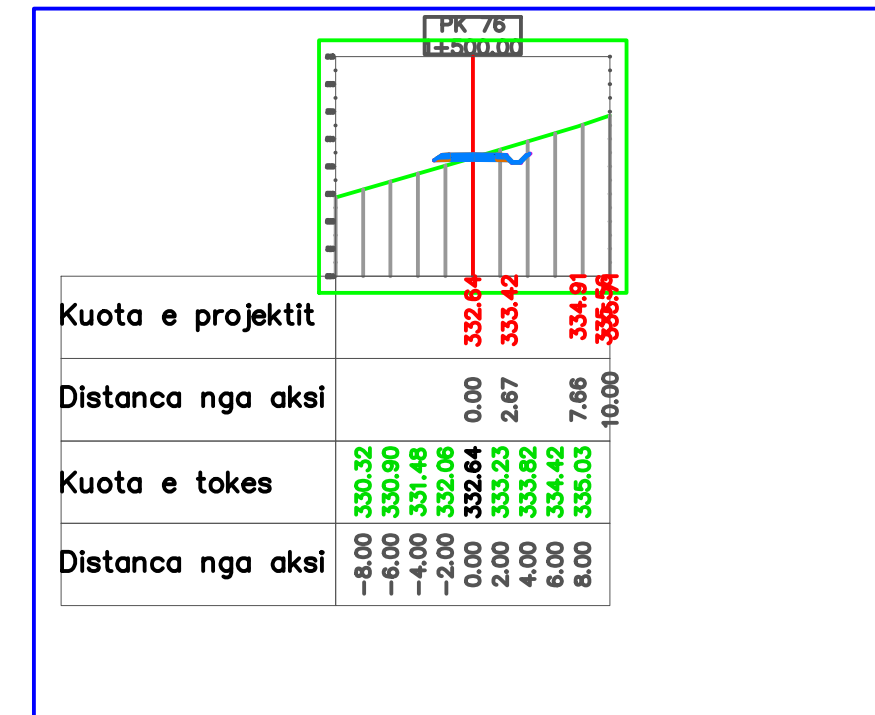 PK 76
L+500.00
Kuota e projektit 332.64 333.42 334.91
Distanca nga aksi 0.00 2.67 7.66 10.00
Kuota e tokes 330.32 330.90 331.48 332.06 332.64 333.23 333.82 334.42 335.03
Distanca nga aksi -8.00 -6.00 -4.00 -2.00 0.00 2.00 4.00 6.00 8.00